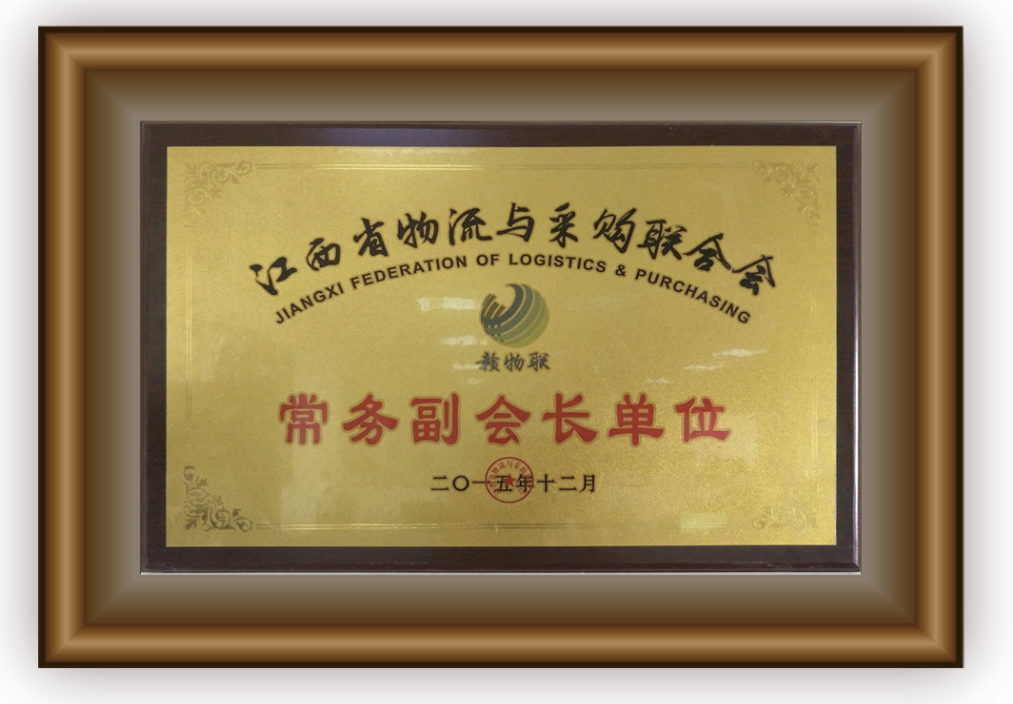 江西省物流与采购联合会
JIANGXI FEDERATION OF LOGISTICS & PURCHASING
赣物联
常务副会长单位
二〇一五年十二月